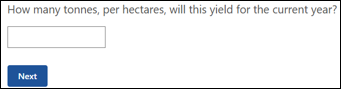 How many tonnes, per hectares, will this yield for the current year?
Next